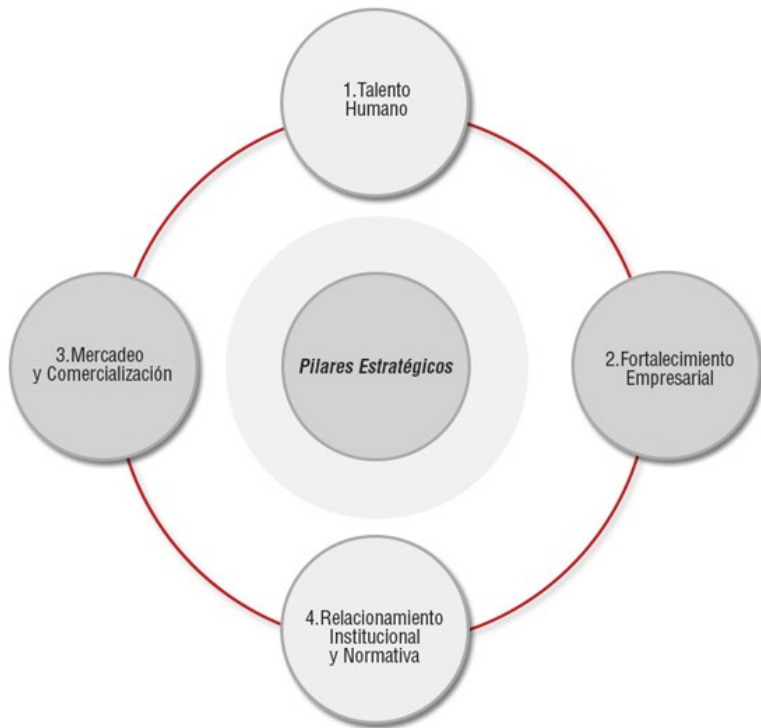 1.Talento
Humano
3.Mercadeo
y Comercialización
Pilares Estratégicos
2.Fortalecimiento
Empresarial
4.Relacionamiento
Institucional
y Normativa